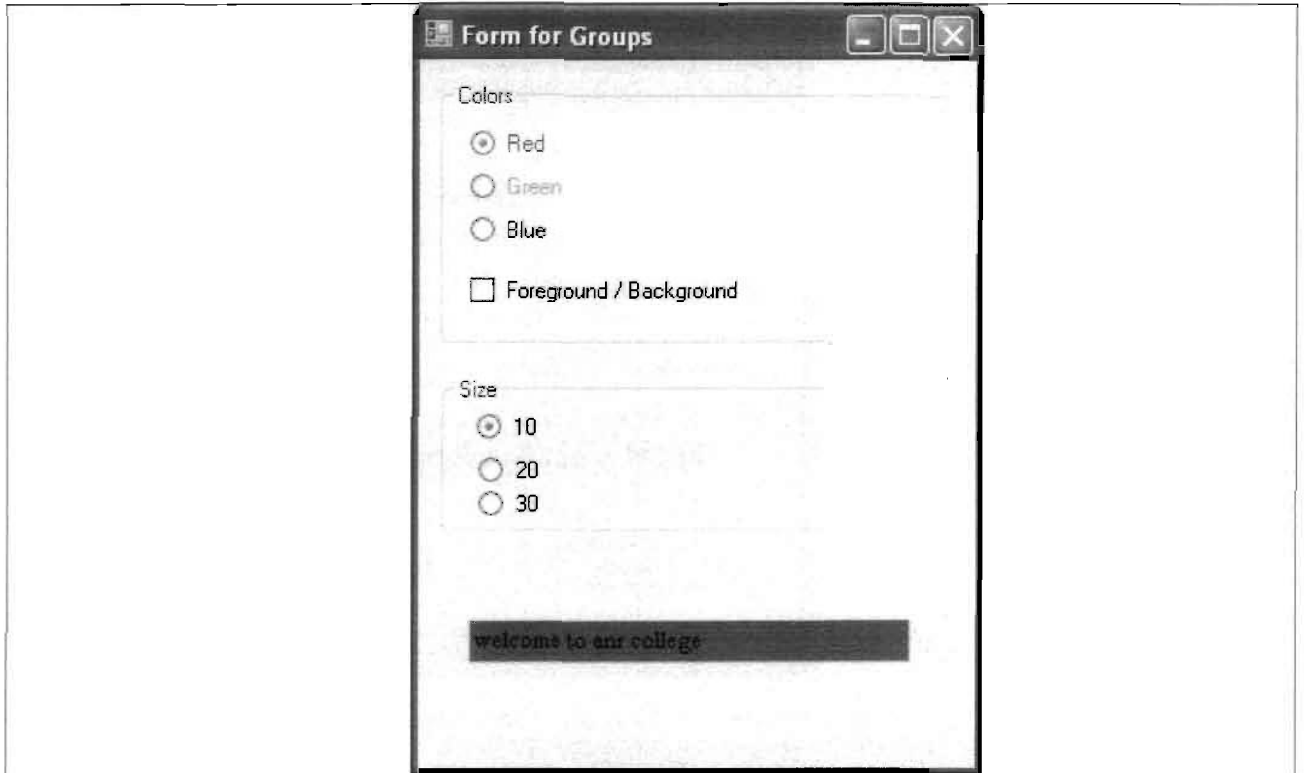 Form for Groups
Colors
Red
Green
Blue
Foreground / Background
Size
10
20
30
welcome to anr college